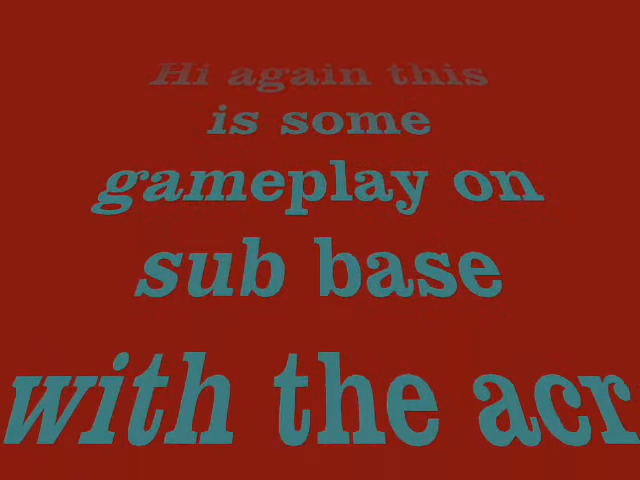 Hi again this
is some
gameplay on
sub base
with the acr